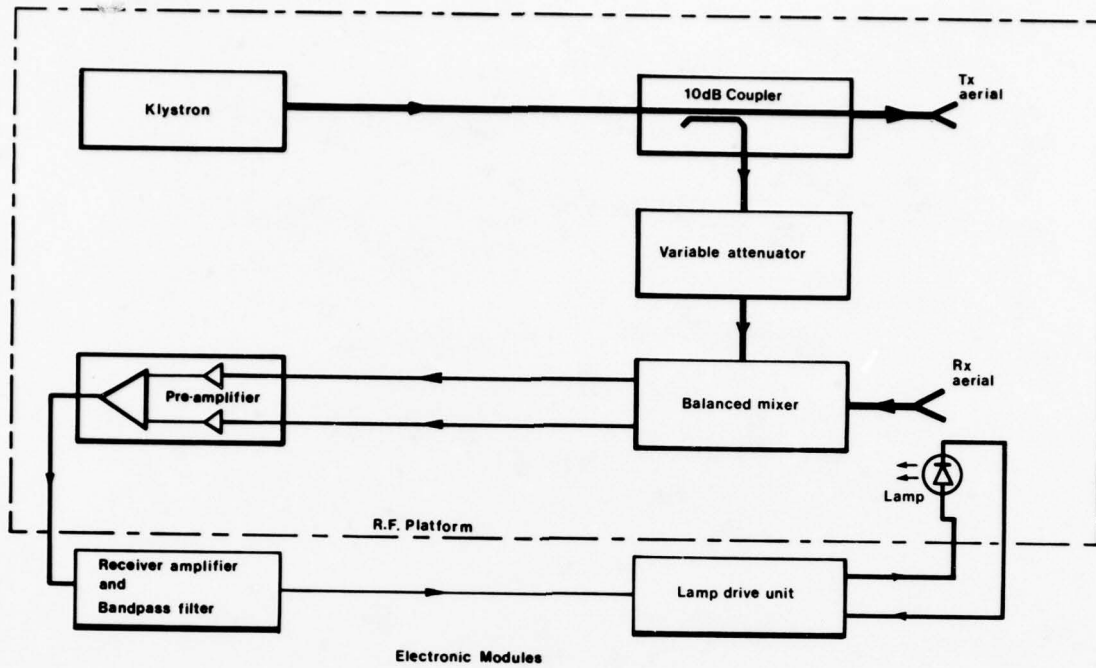 Klystron
10dB Coupler
Tx
aerial
Variable attenuator
Pre-amplifier
Balanced mixer
Rx
aerial
Lamp
R.F. Platform
Receiver amplifier
and
Bandpass filter
Lamp drive unit
Electronic Modules